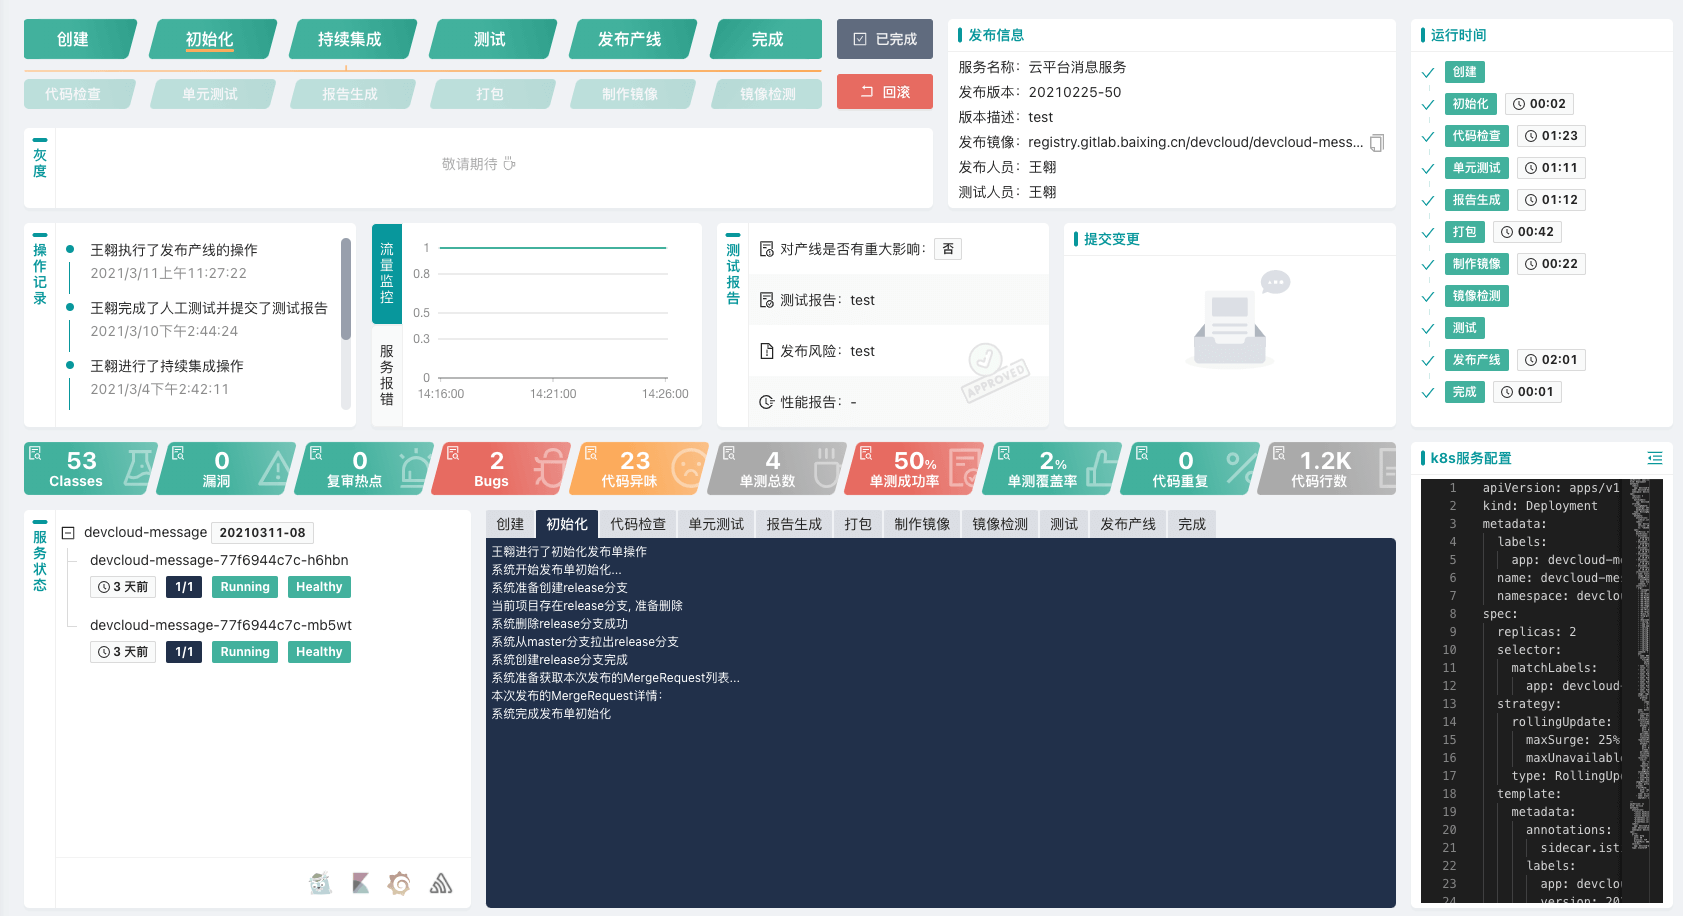 创建
初始化
持续集成
测试
发布产线
完成
已完成
代码检查
单元测试
报告生成
打包
制作镜像
镜像检测
回滚
灰度
敬请期待
发布信息
服务名称：云平台消息服务
发布版本：20210225-50
版本描述：test
发布镜像：registry.gitlab.baixing.cn/devcloud/devcloud-mess...
发布人员：王翱
测试人员：王翱
运行时间
创建
初始化 00:02
代码检查 01:23
单元测试 01:11
报告生成 01:12
打包 00:42
制作镜像 00:22
镜像检测
测试
发布产线 02:01
完成 00:01
操作记录
王翱执行了发布产线的操作
2021/3/11上午11:27:22
王翱完成了人工测试并提交了测试报告
2021/3/10下午2:44:24
王翱进行了持续集成操作
2021/3/4下午2:42:11
流量监控
服务报错
1
0.8
0.5
0.3
0
14:16:00 14:21:00 14:26:00
测试报告
对产线是否有重大影响： 否
测试报告：test
发布风险：test
性能报告：-
APPROVED
提交变更
53
Classes
0
漏洞
0
复审热点
2
Bugs
23
代码异味
4
单测总数
50%
单测成功率
2%
单测覆盖率
0
代码重复
1.2K
代码行数
服务状态
devcloud-message 20210311-08
devcloud-message-77f6944c7c-h6hbn
3 天前 1/1 Running Healthy
devcloud-message-77f6944c7c-mb5wt
3 天前 1/1 Running Healthy
创建 初始化 代码检查 单元测试 报告生成 打包 制作镜像 镜像检测 测试 发布产线 完成
王翱进行了初始化发布单操作
系统开始发布单初始化...
系统准备创建release分支
当前项目存在release分支, 准备删除
系统删除release分支成功
系统从master分支拉出release分支
系统创建release分支完成
系统准备获取本次发布的MergeRequest列表...
本次发布的MergeRequest详情：
系统完成发布单初始化
k8s服务配置
1 apiVersion: apps/v1
2 kind: Deployment
3 metadata:
4 labels:
5 app: devcloud-me
6 name: devcloud-me
7 namespace: devclou
8 spec:
9 replicas: 2
10 selector:
11 matchLabels:
12 app: devcloud-
13 strategy:
14 rollingUpdate:
15 maxSurge: 25%
16 maxUnavailabl
17 type: RollingUp
18 template:
19 metadata:
20 annotations:
21 sidecar.ist
22 labels:
23 app: devclou
24 version: 20